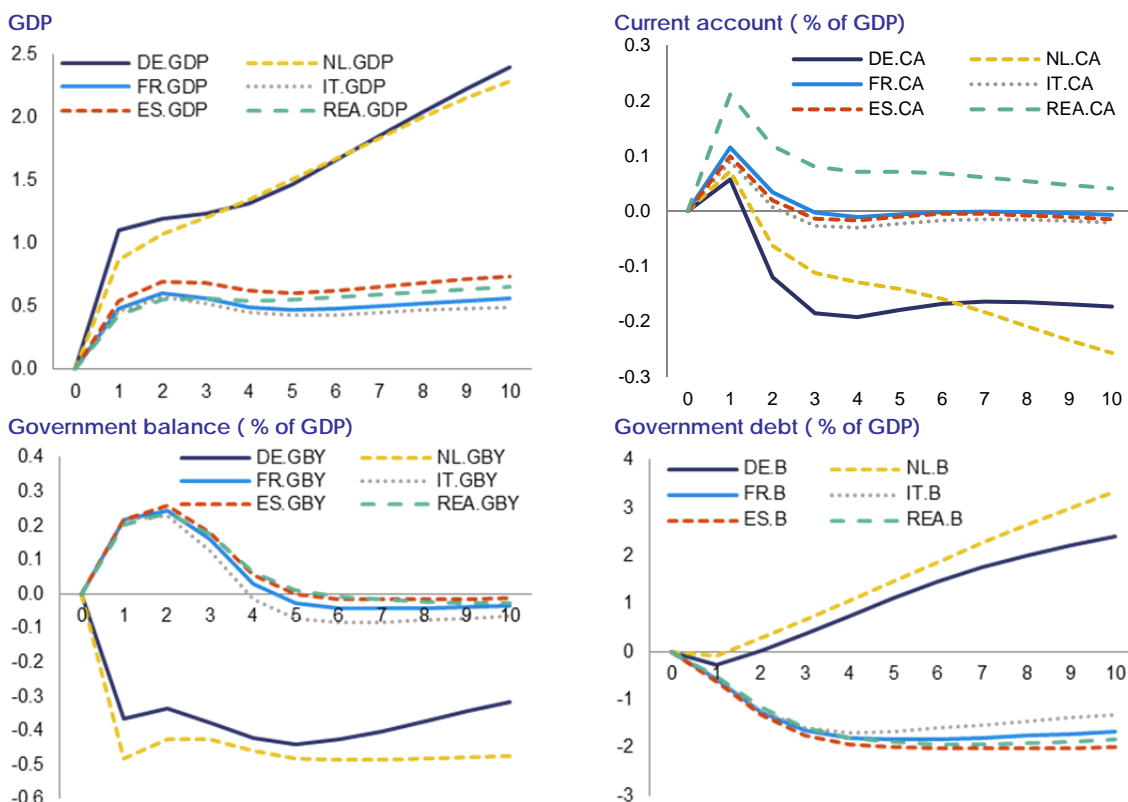 GDP
2.5
2.0
1.5
1.0
0.5
0.0
DE.GDP NL.GDP
FR.GDP IT.GDP
ES.GDP REA.GDP
0 1 2 3 4 5 6 7 8 9 10
Current account ( % of GDP)
0.3
0.2
0.1
0.0
-0.1
-0.2
-0.3
DE.CA NL.CA
FR.CA IT.CA
ES.CA REA.CA
0 1 2 3 4 5 6 7 8 9 10
Government balance ( % of GDP)
0.4
0.3
0.2
0.1
0.0
-0.1
-0.2
-0.3
-0.4
-0.5
-0.6
DE.GBY NL.GBY
FR.GBY IT.GBY
ES.GBY REA.GBY
0 1 2 3 4 5 6 7 8 9 10
Government debt ( % of GDP)
4
3
2
1
0
-1
-2
-3
DE.B NL.B
FR.B IT.B
ES.B REA.B
0 1 2 3 4 5 6 7 8 9 10